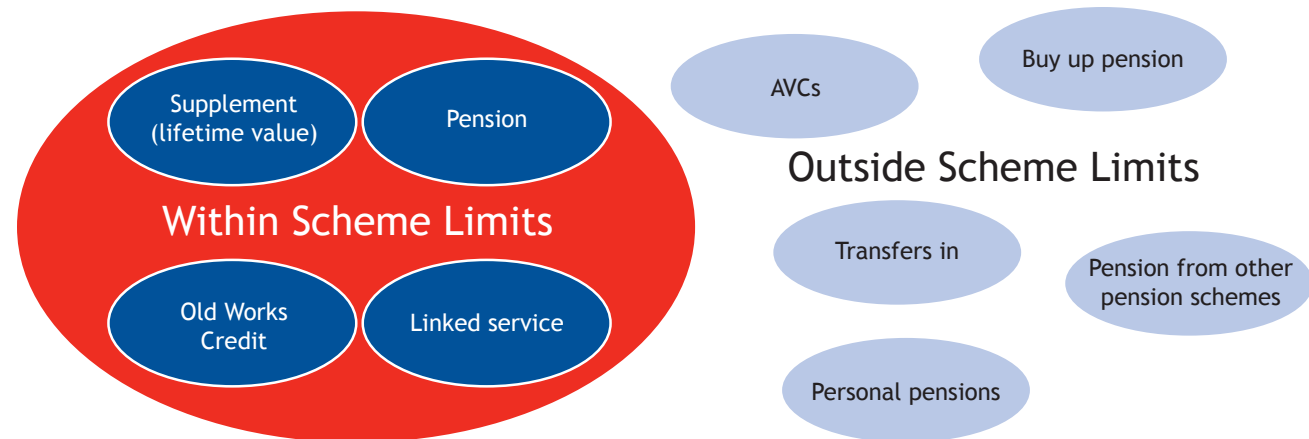 Supplement
(lifetime value)
Pension
Within Scheme Limits
Old Works
Credit
Linked service
AVCs
Buy up pension
Outside Scheme Limits
Transfers in
Pension from other
pension schemes
Personal pensions